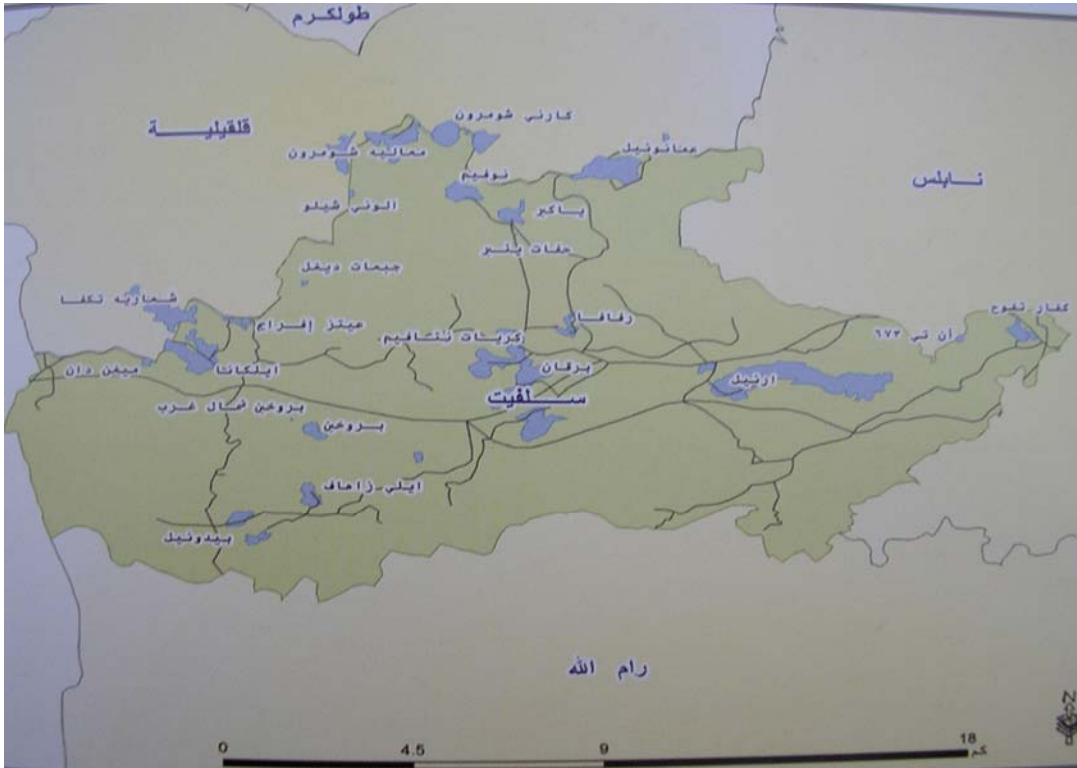 طولكرم
كارني شومرون
قلقيلية
عمانوئيل
معاليه شومرون
نوفيم
نابلس
ياكير
الوني شيلو
حفات يئير
جبعات ديغل
شعاريه تكفا
كفار تفوح
رفافا
عيتز إفراج
أن تي ٦٧٣
كريات نتافيم
برقان
ميغن دان
ايلكانا
ارئيل
سلفيت
بروخين شمال غرب
بروخين
ايلي زاهاف
بيدوئيل
رام الله
0 4.5 9 18
كم